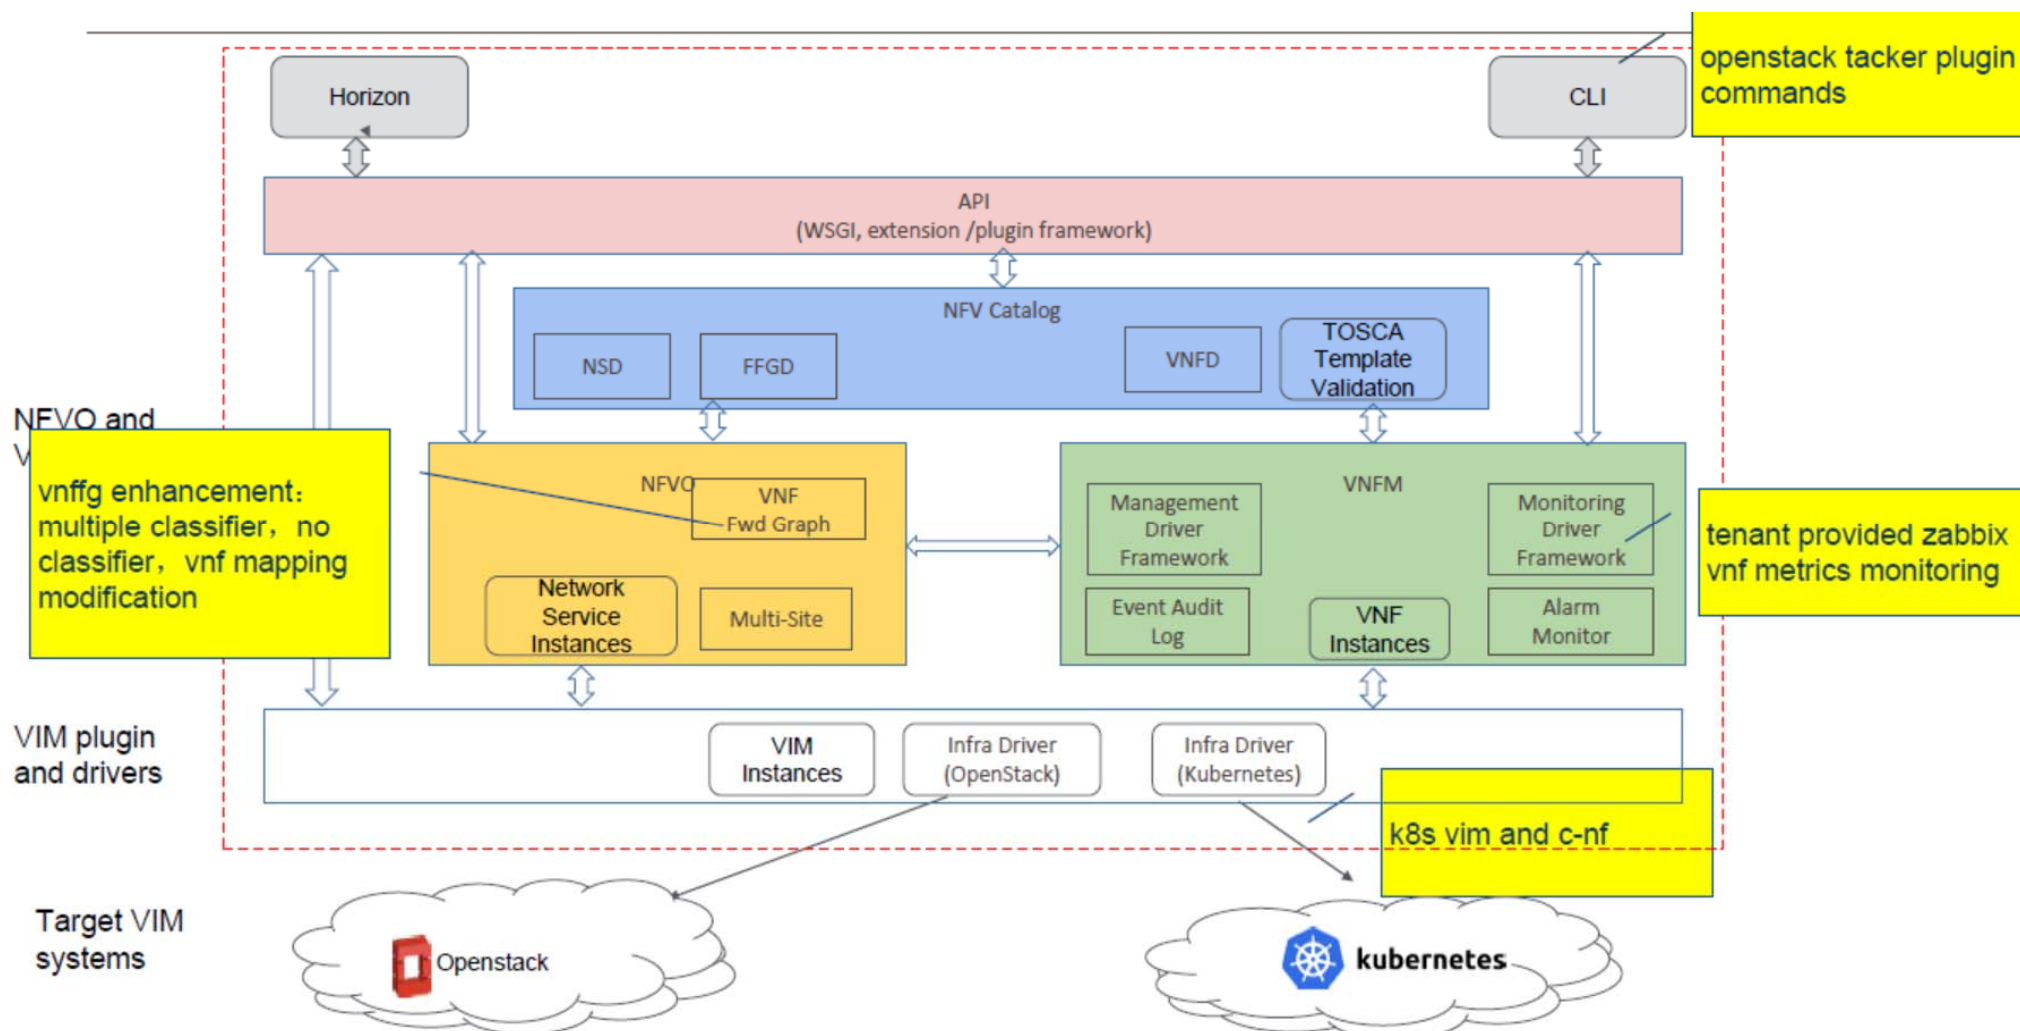 openstack tacker plugin
commands
Horizon
CLI
API
(WSGI, extension /plugin framework)
NFV Catalog
NSD
FFGD
VNFD
TOSCA
Template
Validation
NFVO and
V
vnffg enhancement：
multiple classifier，no
classifier，vnf mapping
modification
NFVO
VNF
Fwd Graph
Network
Service
Instances
Multi-Site
VNFM
Management
Driver
Framework
Monitoring
Driver
Framework
Event Audit
Log
VNF
Instances
Alarm
Monitor
tenant provided zabbix
vnf metrics monitoring
VIM plugin
and drivers
VIM
Instances
Infra Driver
(OpenStack)
Infra Driver
(Kubernetes)
k8s vim and c-nf
Target VIM
systems
Openstack
kubernetes